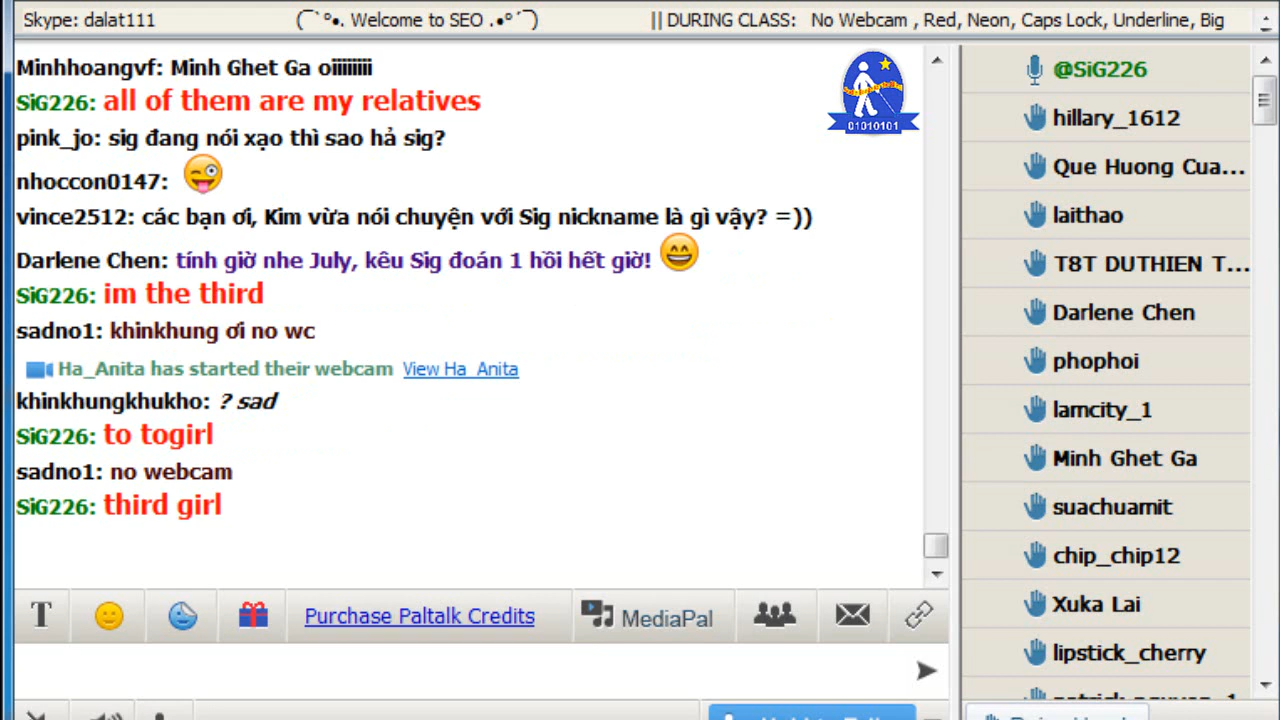 Skype: dalat111 (¯`°•. Welcome to SEO .•°´¯) || DURING CLASS: No Webcam , Red, Neon, Caps Lock, Underline, Big
Minhhoangvf: Minh Ghet Ga oiiiiiiii
SiG226: all of them are my relatives
pink_jo: sig đang nói xạo thì sao hả sig?
nhoccon0147:
vince2512: các bạn ơi, Kim vừa nói chuyện với Sig nickname là gì vậy? =))
Darlene Chen: tính giờ nhe July, kêu Sig đoán 1 hồi hết giờ!
SiG226: im the third
sadno1: khinkhung ơi no wc
Ha_Anita has started their webcam View Ha_Anita
khinkhungkhukho: ? sad
SiG226: to togirl
sadno1: no webcam
SiG226: third girl
01010101
Purchase Paltalk Credits
MediaPal
@SiG226
hillary_1612
Que Huong Cua...
laithao
T8T DUTHIEN T...
Darlene Chen
phophoi
lamcity_1
Minh Ghet Ga
suachuamit
chip_chip12
Xuka Lai
lipstick_cherry